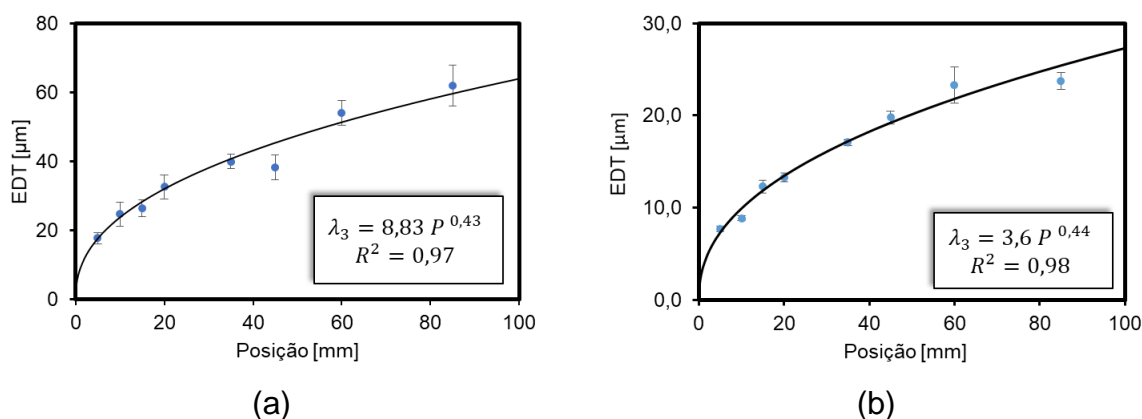 80
60
40
20
0
EDT [µm]
0 20 40 60 80 100
Posição [mm]
λ₃ = 8,83 P ⁰,⁴³
R² = 0,97
(a)
30,0
20,0
10,0
0,0
EDT [µm]
0 20 40 60 80 100
Posição [mm]
λ₃ = 3,6 P ⁰,⁴⁴
R² = 0,98
(b)